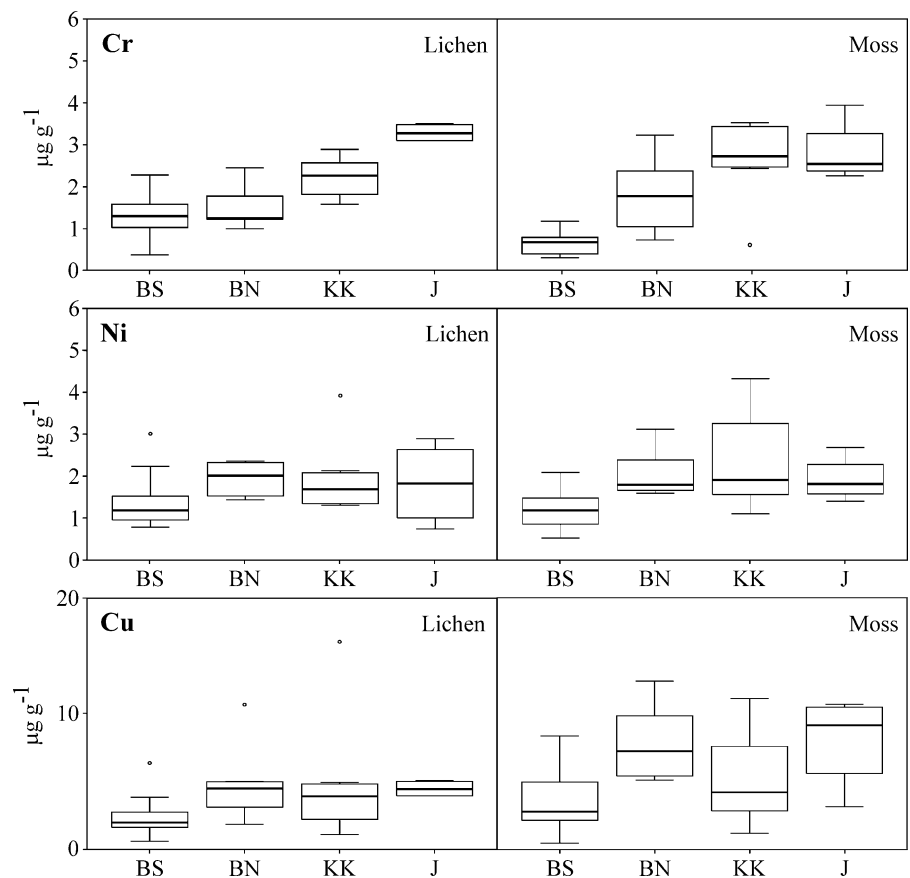 Cr Lichen Moss
6
5
4
3
2
1
0
µg g-1
BS BN KK J BS BN KK J
Ni Lichen Moss
6
5
4
3
2
1
0
µg g-1
BS BN KK J BS BN KK J
Cu Lichen Moss
20
10
0
µg g-1
BS BN KK J BS BN KK J